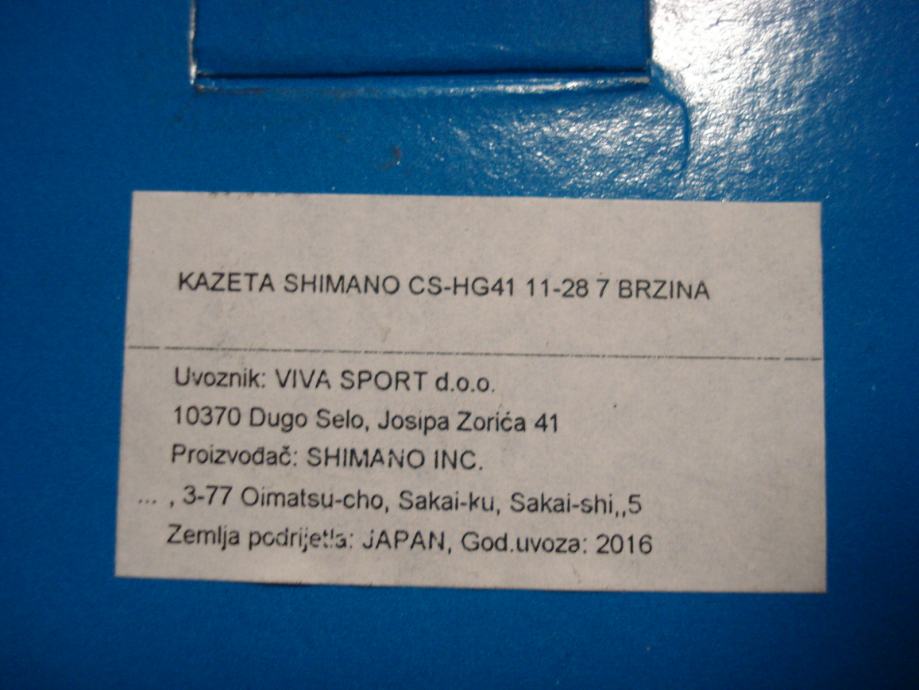 KAZETA SHIMANO CS-HG41 11-28 7 BRZINA
Uvoznik: VIVA SPORT d.o.o.
10370 Dugo Selo, Josipa Zorića 41
Proizvođač: SHIMANO INC.
... , 3-77 Oimatsu-cho, Sakai-ku, Sakai-shi,,5
Zemlja podrijetla: JAPAN, God.uvoza: 2016